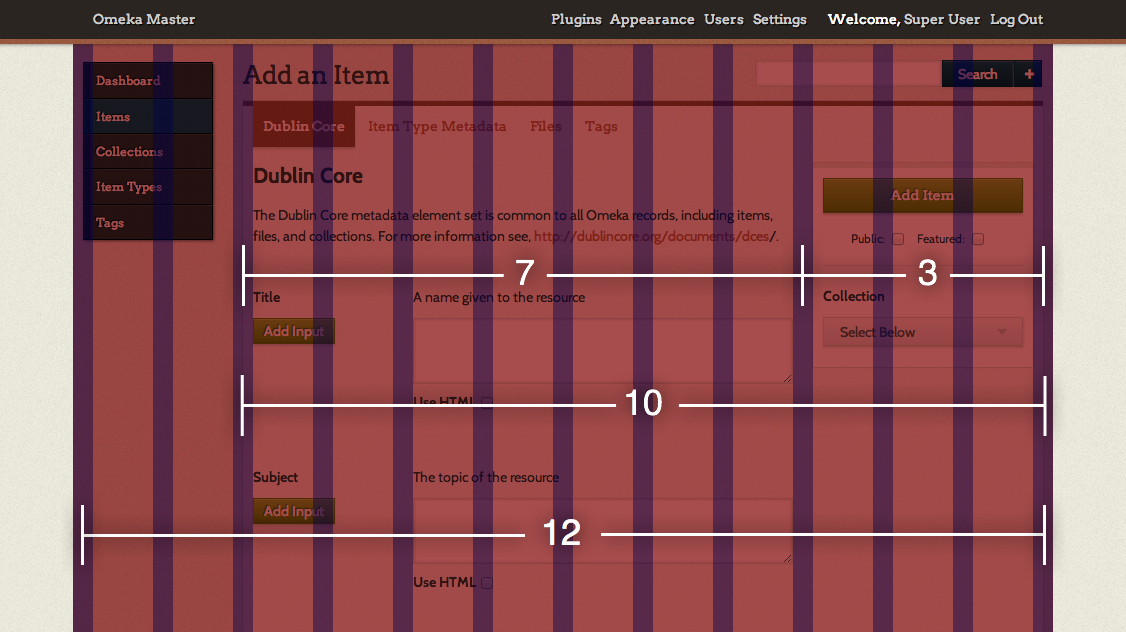 Omeka Master Plugins Appearance Users Settings Welcome, Super User Log Out
Dashboard
Items
Collections
Item Types
Tags
Add an Item
Search +
Dublin Core Item Type Metadata Files Tags
Dublin Core
The Dublin Core metadata element set is common to all Omeka records, including items,
files, and collections. For more information see, http://dublincore.org/documents/dces/.
Add Item
Public: Featured:
7
3
Title
A name given to the resource
Collection
Add Input
Select Below
Use HTML
10
Subject
The topic of the resource
Add Input
12
Use HTML